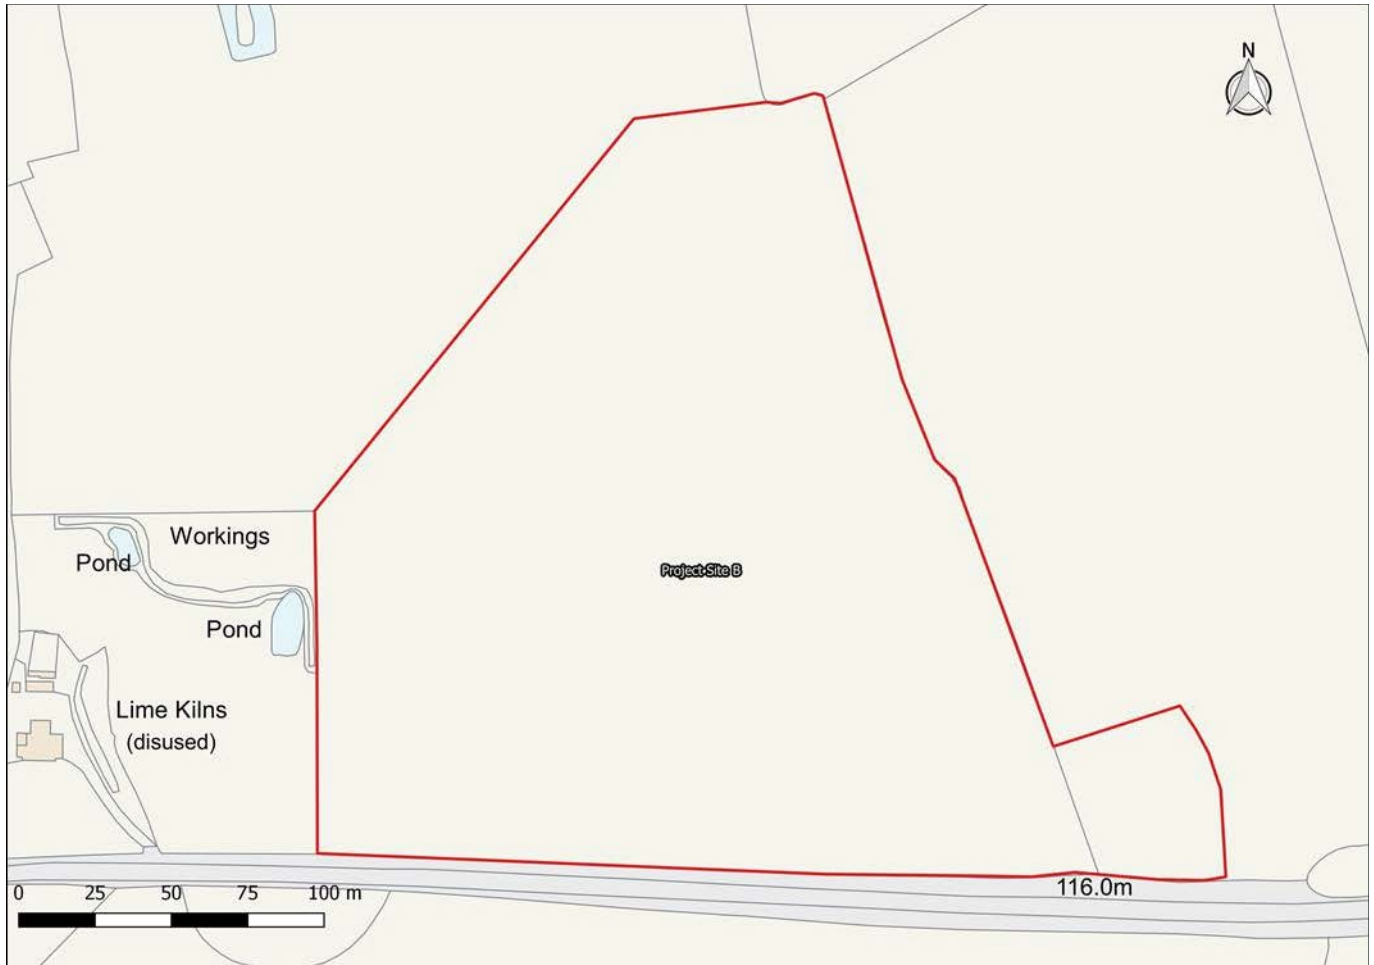 N
Workings
Pond
Project Site B
Pond
Lime Kilns
(disused)
116.0m
0 25 50 75 100 m